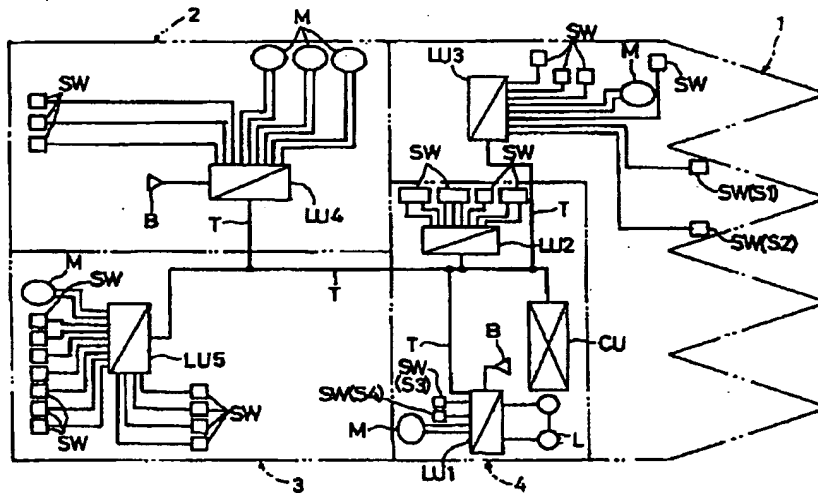 2
M
SW
B
T
LU4
LU3
SW
M
SW
1
SW(S1)
SW(S2)
SW
SW
T
LU2
M
SW
LU5
SW
SW
T
T
B
CU
SW
(S3)
SW(S4)
M
LU1
L
3
4